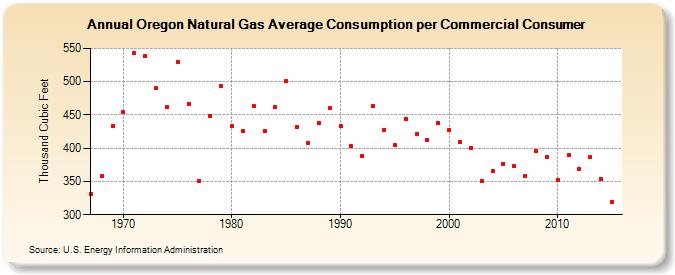 Annual Oregon Natural Gas Average Consumption per Commercial Consumer
Thousand Cubic Feet
550
500
450
400
350
300
1970 1980 1990 2000 2010
Source: U.S. Energy Information Administration